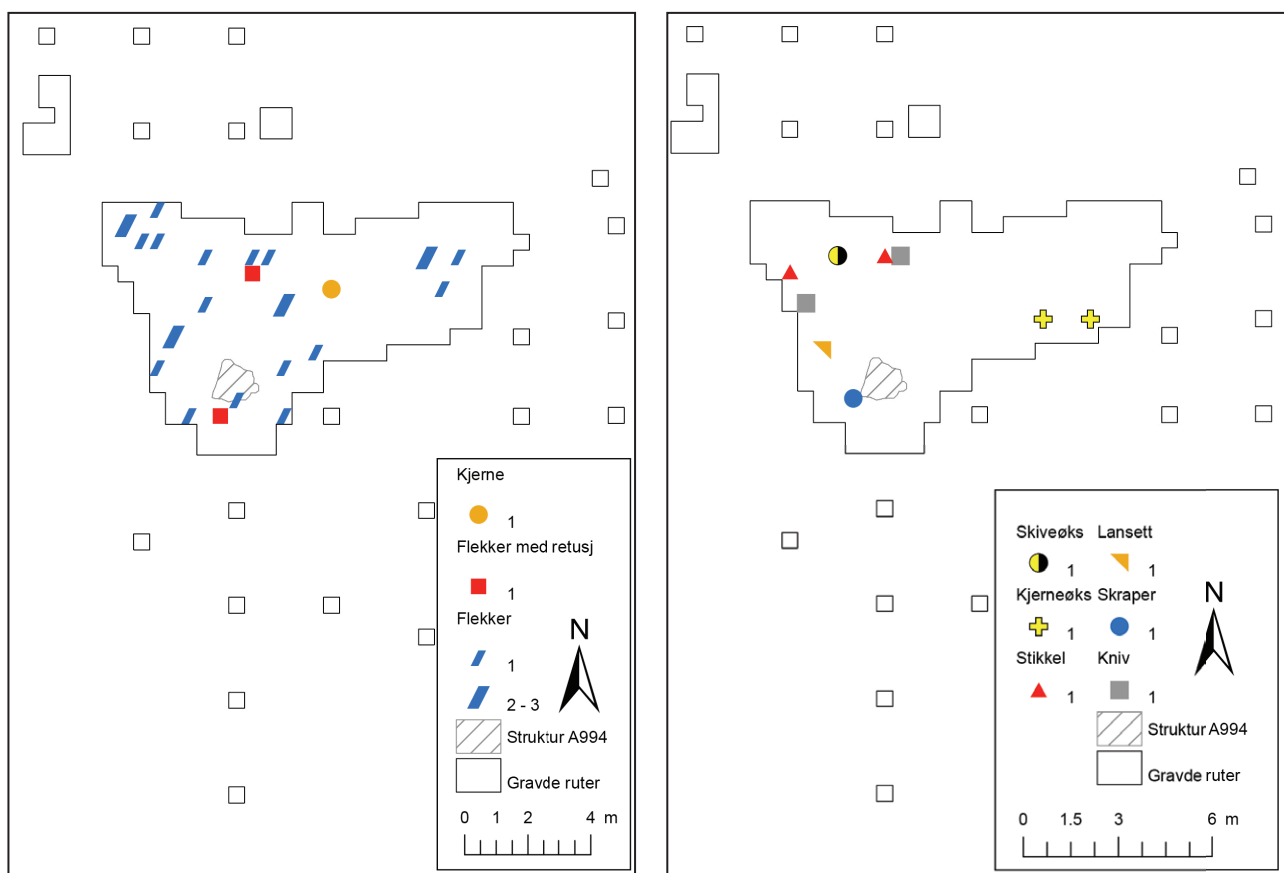 Kjerne
1
Flekker med retusj
1
Flekker
1
2 - 3
Struktur A994
Gravde ruter
N
0 1 2 4 m
Skiveøks Lansett
1 1
Kjerneøks Skraper
1 1
Stikkel Kniv
1 1
Struktur A994
Gravde ruter
N
0 1.5 3 6 m